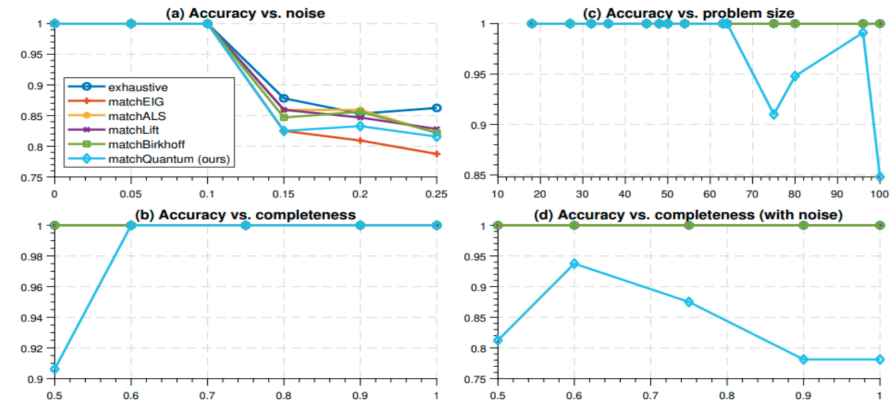 (a) Accuracy vs. noise
1
0.95
0.9
0.85
0.8
0.75
0 0.05 0.1 0.15 0.2 0.25
exhaustive
matchEIG
matchALS
matchLift
matchBirkhoff
matchQuantum (ours)
(c) Accuracy vs. problem size
1
0.95
0.9
0.85
10 20 30 40 50 60 70 80 90 100
(b) Accuracy vs. completeness
1
0.98
0.96
0.94
0.92
0.9
0.5 0.6 0.7 0.8 0.9 1
(d) Accuracy vs. completeness (with noise)
1
0.95
0.9
0.85
0.8
0.75
0.5 0.6 0.7 0.8 0.9 1